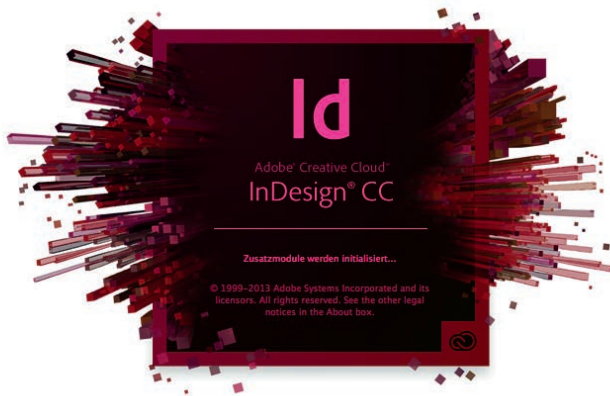 Id
Adobe® Creative Cloud™
InDesign® CC
Zusatzmodule werden initialisiert...
© 1999–2013 Adobe Systems Incorporated and its
licensors. All rights reserved. See the other legal
notices in the About box.